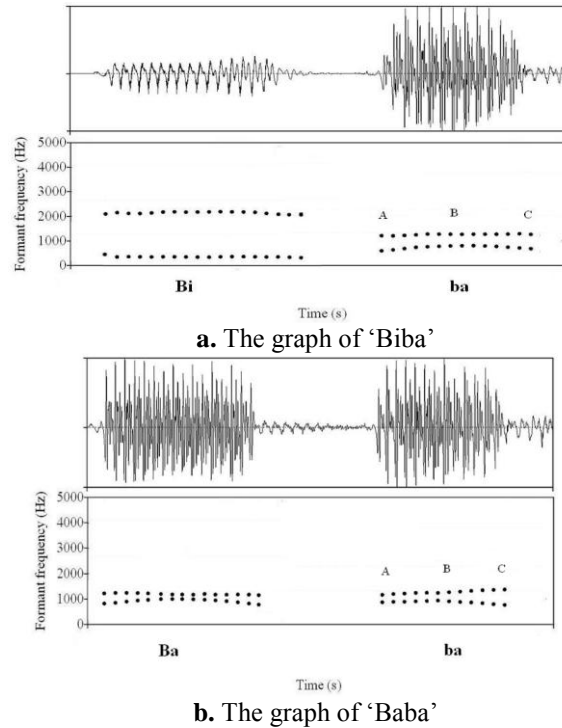 5000
4000
3000
2000
1000
0
Formant frequency (Hz)
A B C
Bi ba
Time (s)
a. The graph of ‘Biba’
5000
4000
3000
2000
1000
0
Formant frequency (Hz)
A B C
Ba ba
Time (s)
b. The graph of ‘Baba’